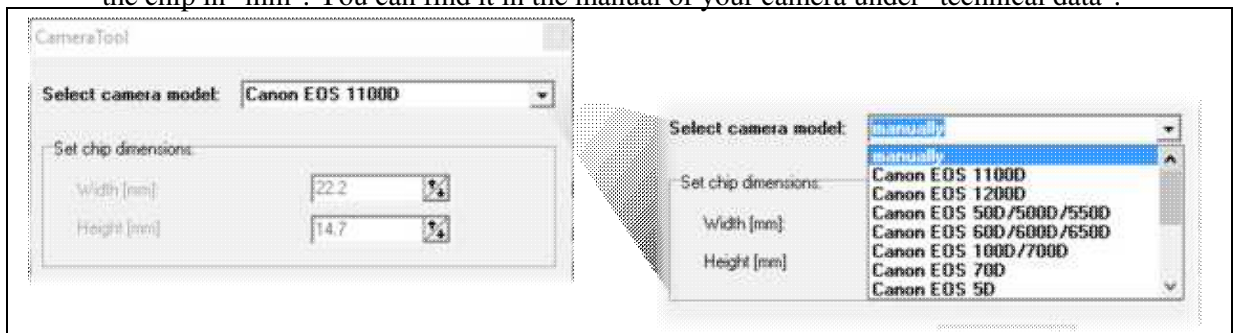 the chip in "mm". You can find it in the manual of your camera under "technical data".
CameraTool
Select camera model: Canon EOS 1100D
Set chip dimensions:
Width [mm]: 22.2
Height [mm]: 14.7
Select camera model: manually
manually
Canon EOS 1100D
Canon EOS 1200D
Canon EOS 50D/500D/550D
Canon EOS 60D/600D/650D
Canon EOS 100D/700D
Canon EOS 70D
Canon EOS 5D
Set chip dimensions:
Width [mm]:
Height [mm]